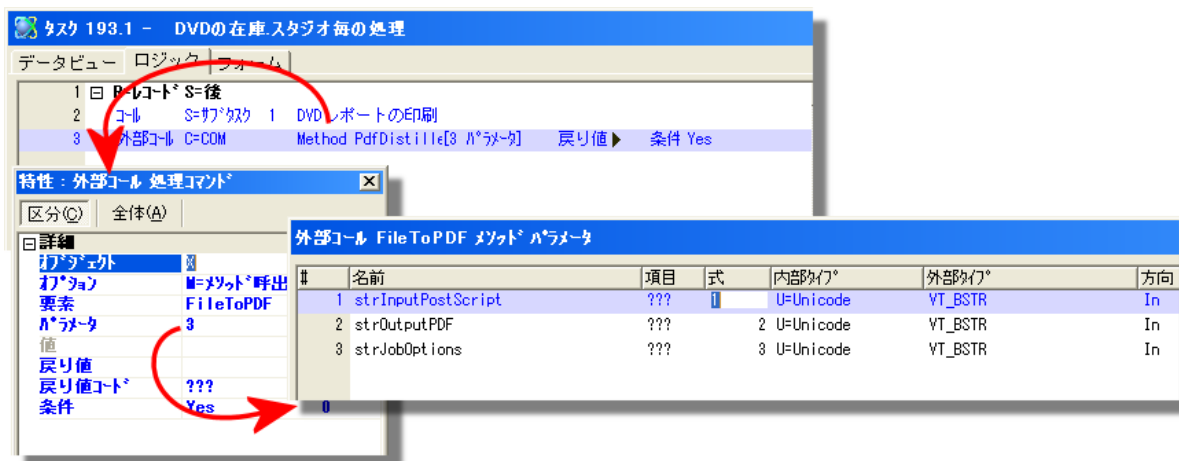 タスク 193.1 - DVDの在庫.スタジオ毎の処理
データビュー ロジック フォーム
1 R=レコード S=後
2 コール S=サブタスク 1 DVDレポートの印刷
3 外部コール C=COM Method PdfDistille[3 パラメータ] 戻り値 条件 Yes
特性:外部コール 処理コマンド
区分(C) 全体(A)
詳細
オブジェクト X
オプション M=メソッド呼出
要素 FileToPDF
パラメータ 3
値
戻り値
戻り値コード ???
条件 Yes 0
外部コール FileToPDF メソッド パラメータ
# 名前 項目 式 内部タイプ 外部タイプ 方向
1 strInputPostScript ??? 1 U=Unicode VT_BSTR In
2 strOutputPDF ??? 2 U=Unicode VT_BSTR In
3 strJobOptions ??? 3 U=Unicode VT_BSTR In